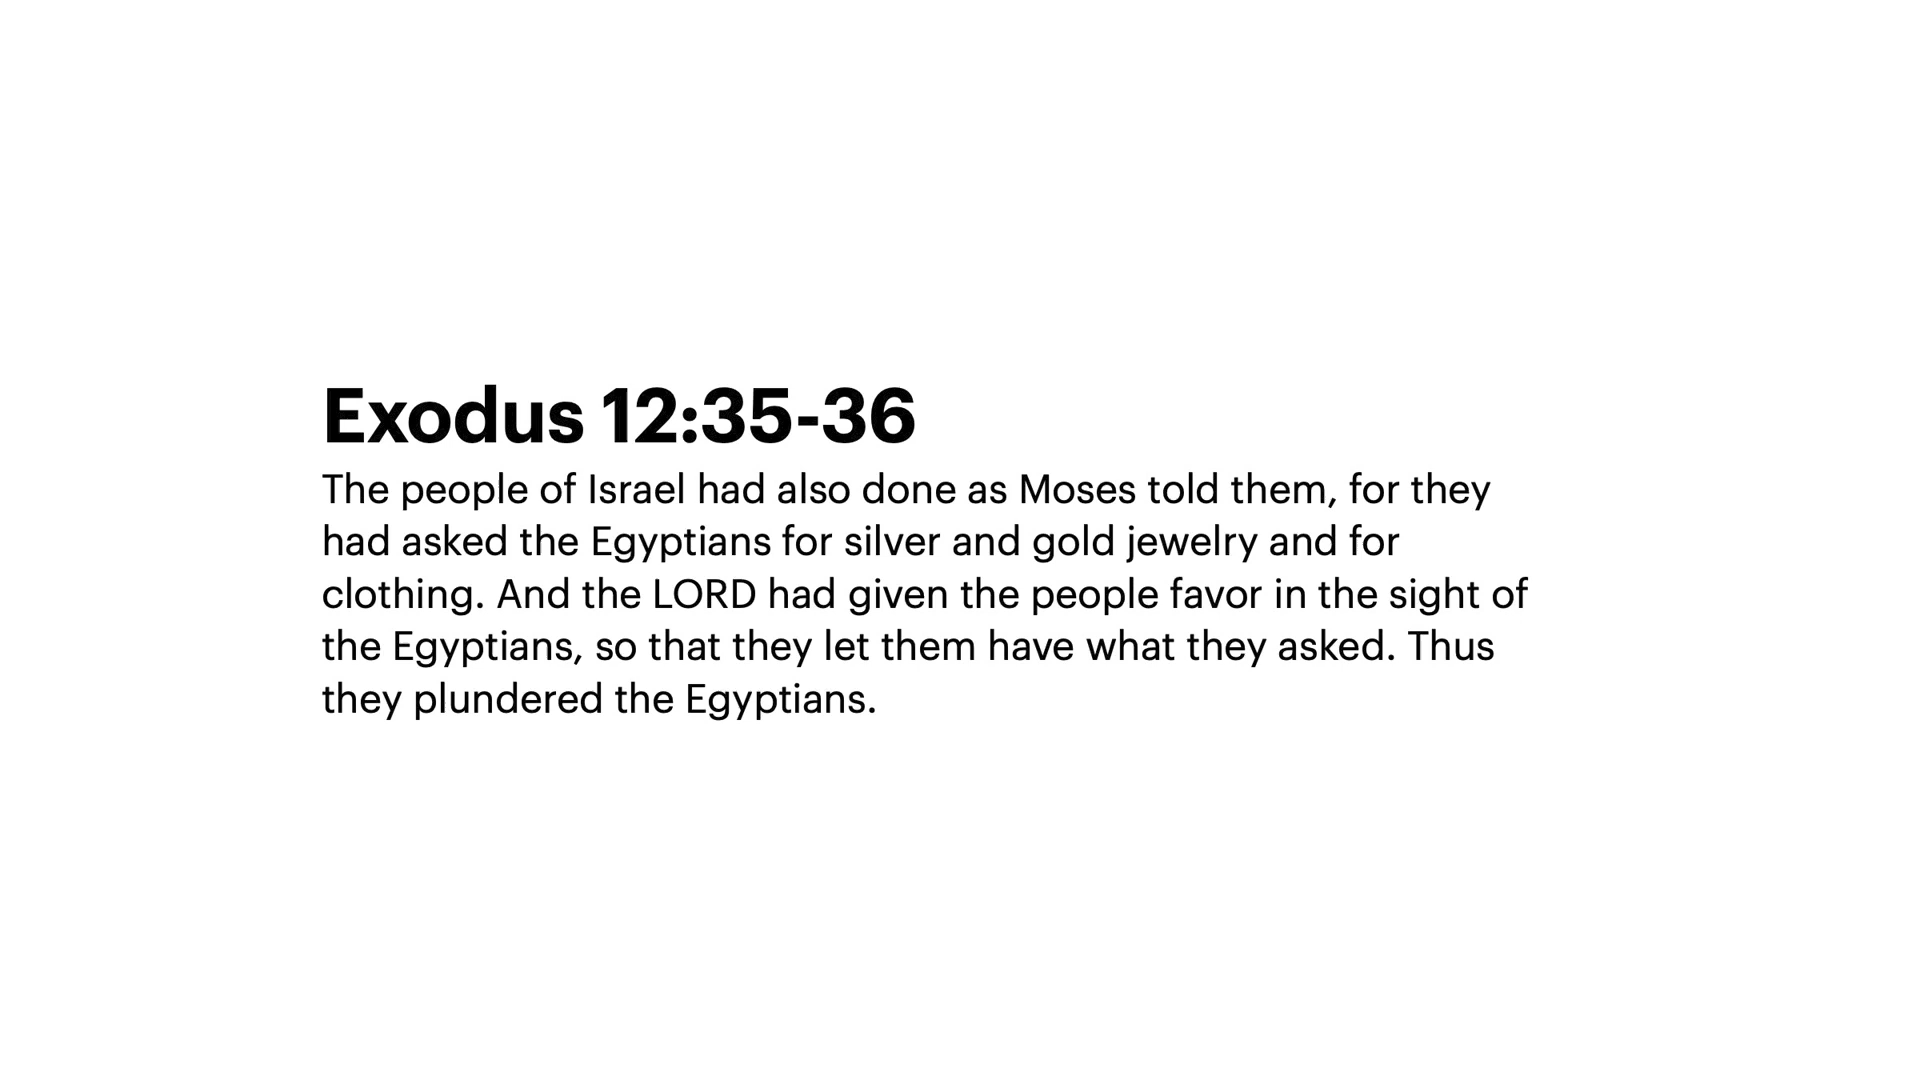 Exodus 12:35-36
The people of Israel had also done as Moses told them, for they
had asked the Egyptians for silver and gold jewelry and for
clothing. And the LORD had given the people favor in the sight of
the Egyptians, so that they let them have what they asked. Thus
they plundered the Egyptians.